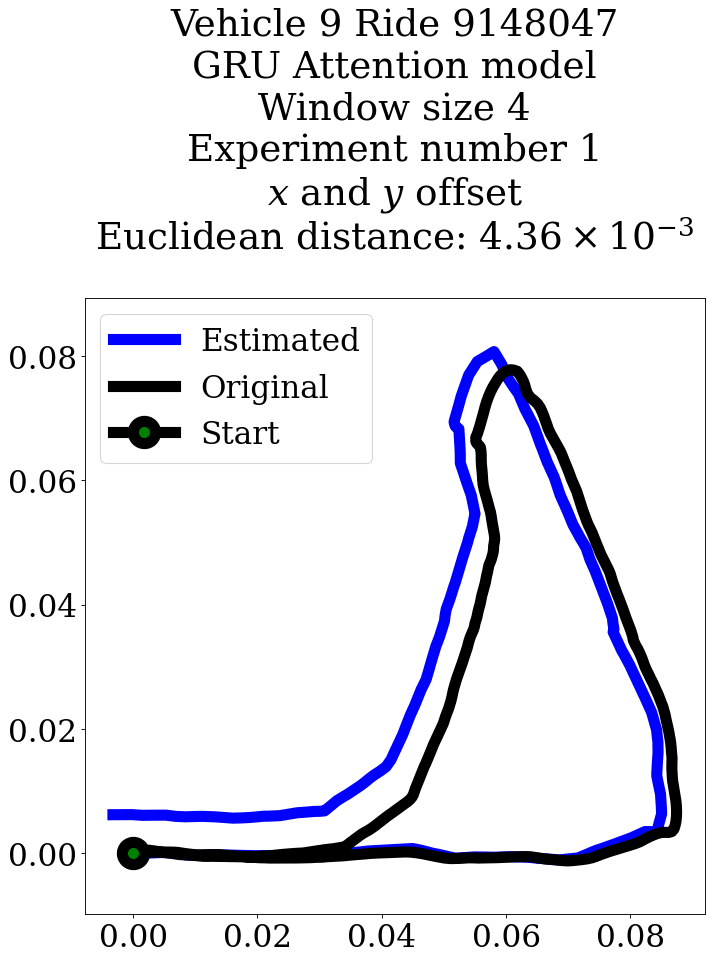 Vehicle 9 Ride 9148047
GRU Attention model
Window size 4
Experiment number 1
x and y offset
Euclidean distance: 4.36 × 10⁻³
Estimated
Original
Start
0.08
0.06
0.04
0.02
0.00
0.00 0.02 0.04 0.06 0.08